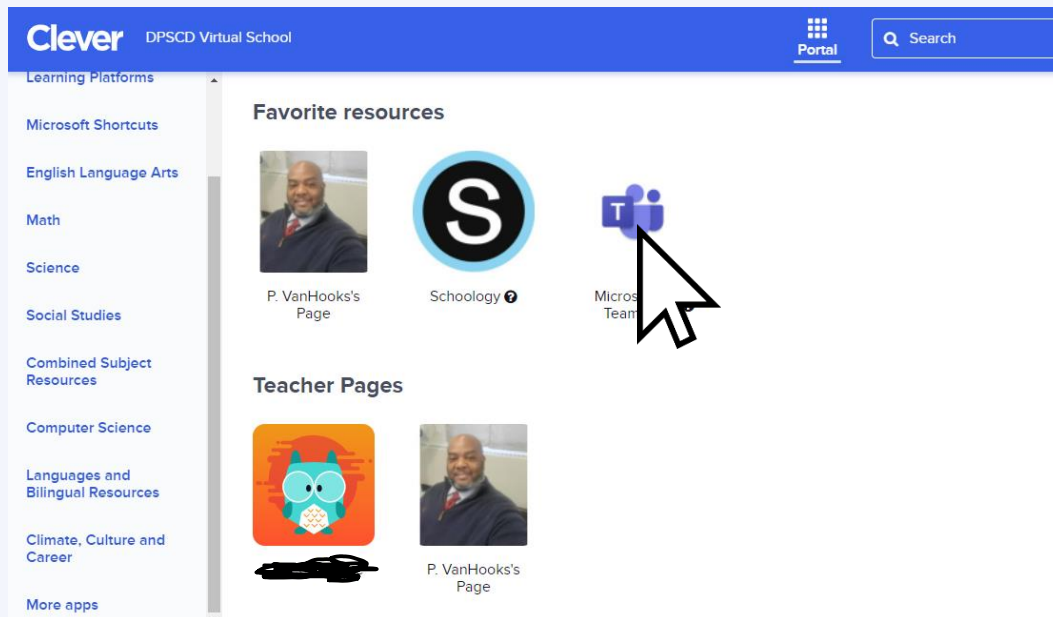 Clever DPSCD Virtual School
Portal
Search
Learning Platforms
Microsoft Shortcuts
English Language Arts
Math
Science
Social Studies
Combined Subject
Resources
Computer Science
Languages and
Bilingual Resources
Climate, Culture and
Career
More apps
Favorite resources
P. VanHooks's
Page
S
Schoology ?
T
Teacher Pages
P. VanHooks's
Page